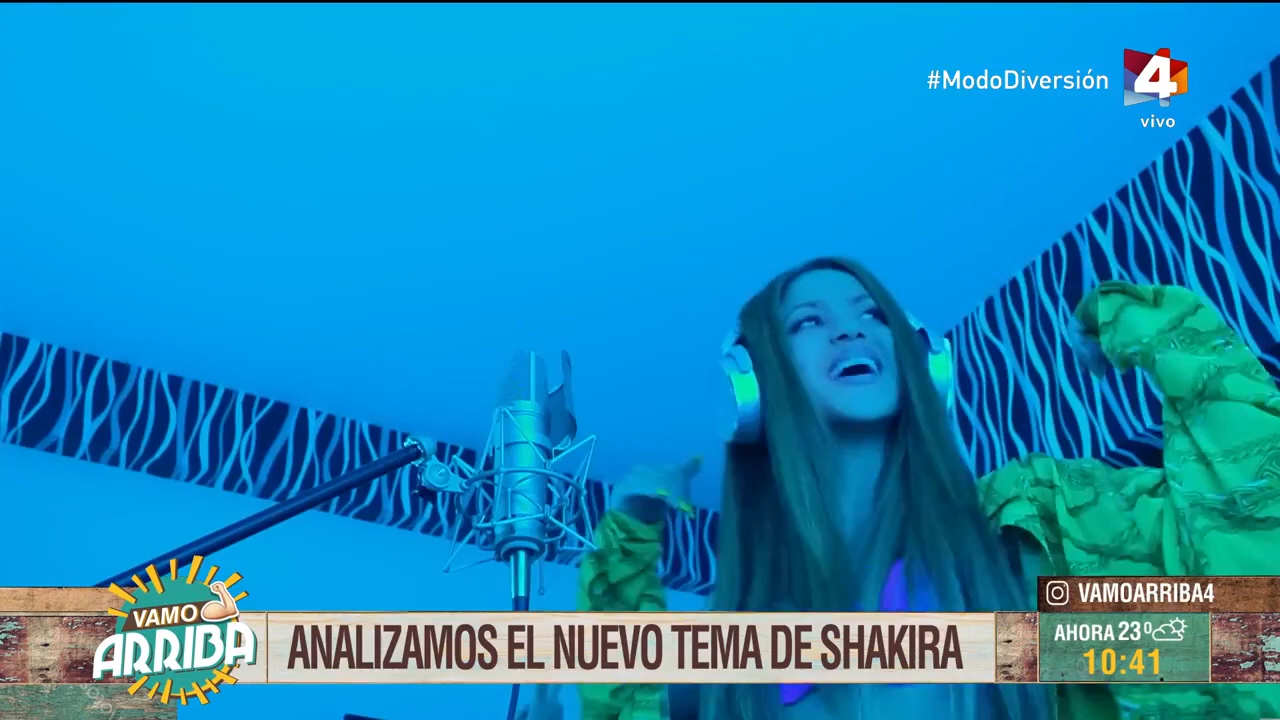 #ModoDiversión
4
vivo
VAMO
ARRIBA
ANALIZAMOS EL NUEVO TEMA DE SHAKIRA
VAMOARRIBA4
AHORA 23º
10:41